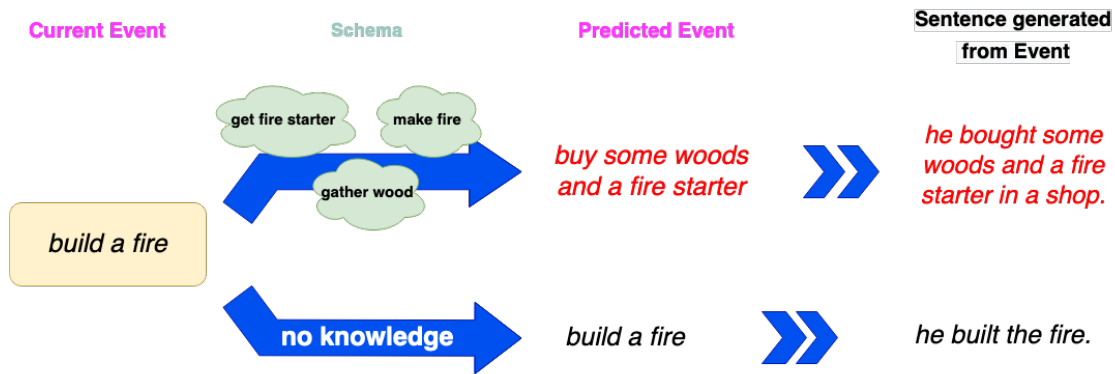 Current Event
Schema
Predicted Event
Sentence generated
from Event
get fire starter
make fire
gather wood
build a fire
buy some woods
and a fire starter
he bought some
woods and a fire
starter in a shop.
no knowledge
build a fire
he built the fire.